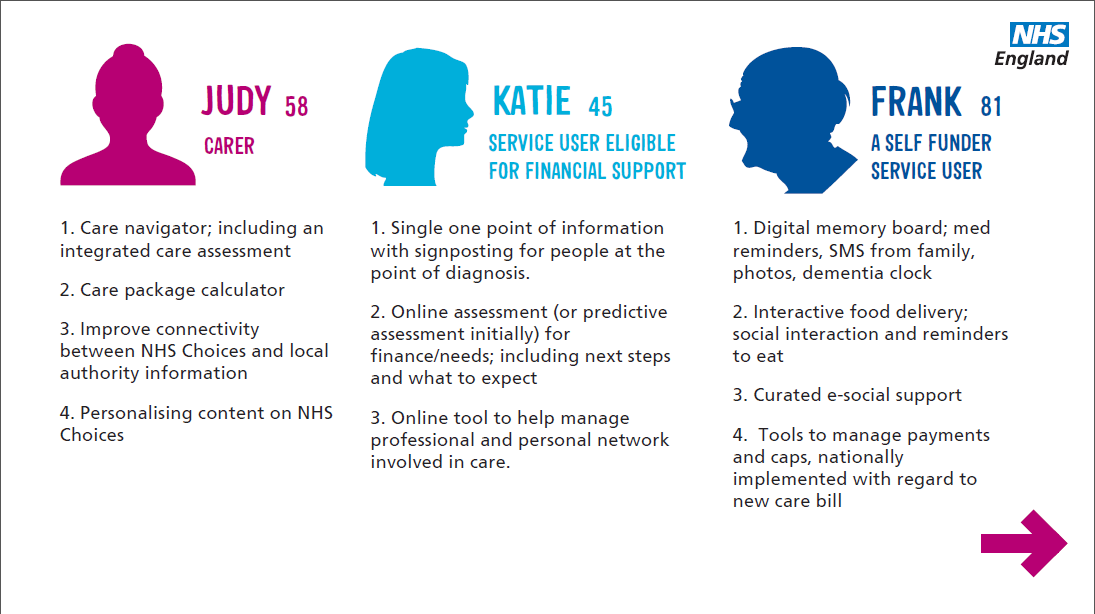 NHS
England
JUDY 58
CARER
1. Care navigator; including an
integrated care assessment
2. Care package calculator
3. Improve connectivity
between NHS Choices and local
authority information
4. Personalising content on NHS
Choices
KATIE 45
SERVICE USER ELIGIBLE
FOR FINANCIAL SUPPORT
1. Single one point of information
with signposting for people at the
point of diagnosis.
2. Online assessment (or predictive
assessment initially) for
finance/needs; including next steps
and what to expect
3. Online tool to help manage
professional and personal network
involved in care.
FRANK 81
A SELF FUNDER
SERVICE USER
1. Digital memory board; med
reminders, SMS from family,
photos, dementia clock
2. Interactive food delivery;
social interaction and reminders
to eat
3. Curated e-social support
4. Tools to manage payments
and caps, nationally
implemented with regard to
new care bill